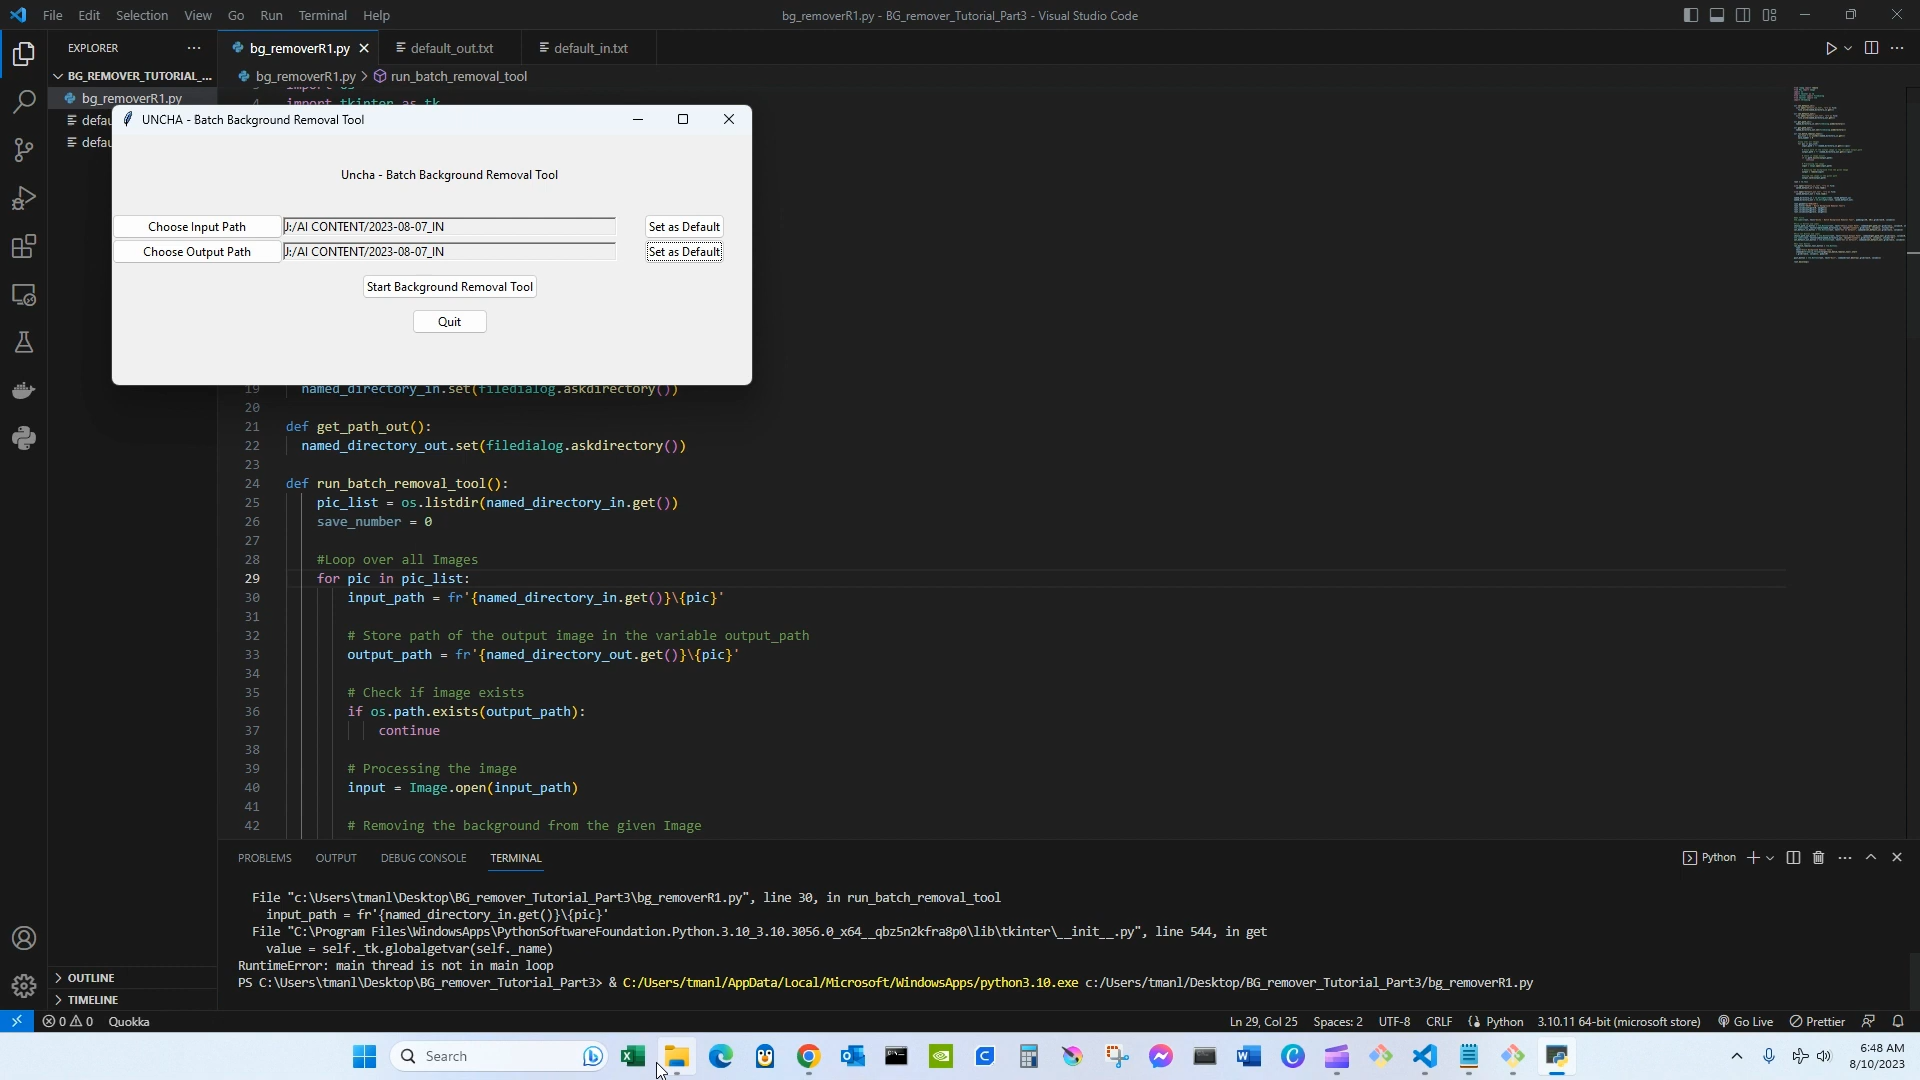 File Edit Selection View Go Run Terminal Help
bg_removerR1.py - BG_remover_Tutorial_Part3 - Visual Studio Code
EXPLORER
bg_removerR1.py
default_out.txt
default_in.txt
BG_REMOVER_TUTORIAL_...
bg_removerR1.py > run_batch_removal_tool
bg_removerR1.py
4 import tkinter as tk
UNCHA - Batch Background Removal Tool
Uncha - Batch Background Removal Tool
Choose Input Path J:/AI CONTENT/2023-08-07_IN Set as Default
Choose Output Path J:/AI CONTENT/2023-08-07_IN Set as Default
Start Background Removal Tool
Quit
19 named_directory_in.set(filedialog.askdirectory())
20
21 def get_path_out():
22 named_directory_out.set(filedialog.askdirectory())
23
24 def run_batch_removal_tool():
25 pic_list = os.listdir(named_directory_in.get())
26 save_number = 0
27
28 #Loop over all Images
29 for pic in pic_list:
30 input_path = fr'{named_directory_in.get()}\{pic}'
31
32 # Store path of the output image in the variable output_path
33 output_path = fr'{named_directory_out.get()}\{pic}'
34
35 # Check if image exists
36 if os.path.exists(output_path):
37 continue
38
39 # Processing the image
40 input = Image.open(input_path)
41
42 # Removing the background from the given Image
PROBLEMS OUTPUT DEBUG CONSOLE TERMINAL
Python
File "c:\Users\tmanl\Desktop\BG_remover_Tutorial_Part3\bg_removerR1.py", line 30, in run_batch_removal_tool
input_path = fr'{named_directory_in.get()}\{pic}'
File "C:\Program Files\WindowsApps\PythonSoftwareFoundation.Python.3.10_3.10.3056.0_x64__qbz5n2kfra8p0\lib\tkinter\__init__.py", line 544, in get
value = self._tk.globalgetvar(self._name)
RuntimeError: main thread is not in main loop
PS C:\Users\tmanl\Desktop\BG_remover_Tutorial_Part3> & C:/Users/tmanl/AppData/Local/Microsoft/WindowsApps/python3.10.exe c:/Users/tmanl/Desktop/BG_remover_Tutorial_Part3/bg_removerR1.py
OUTLINE
TIMELINE
0 0 Quokka
Ln 29, Col 25 Spaces: 2 UTF-8 CRLF Python 3.10.11 64-bit (microsoft store) Go Live Prettier
Search
6:48 AM
8/10/2023